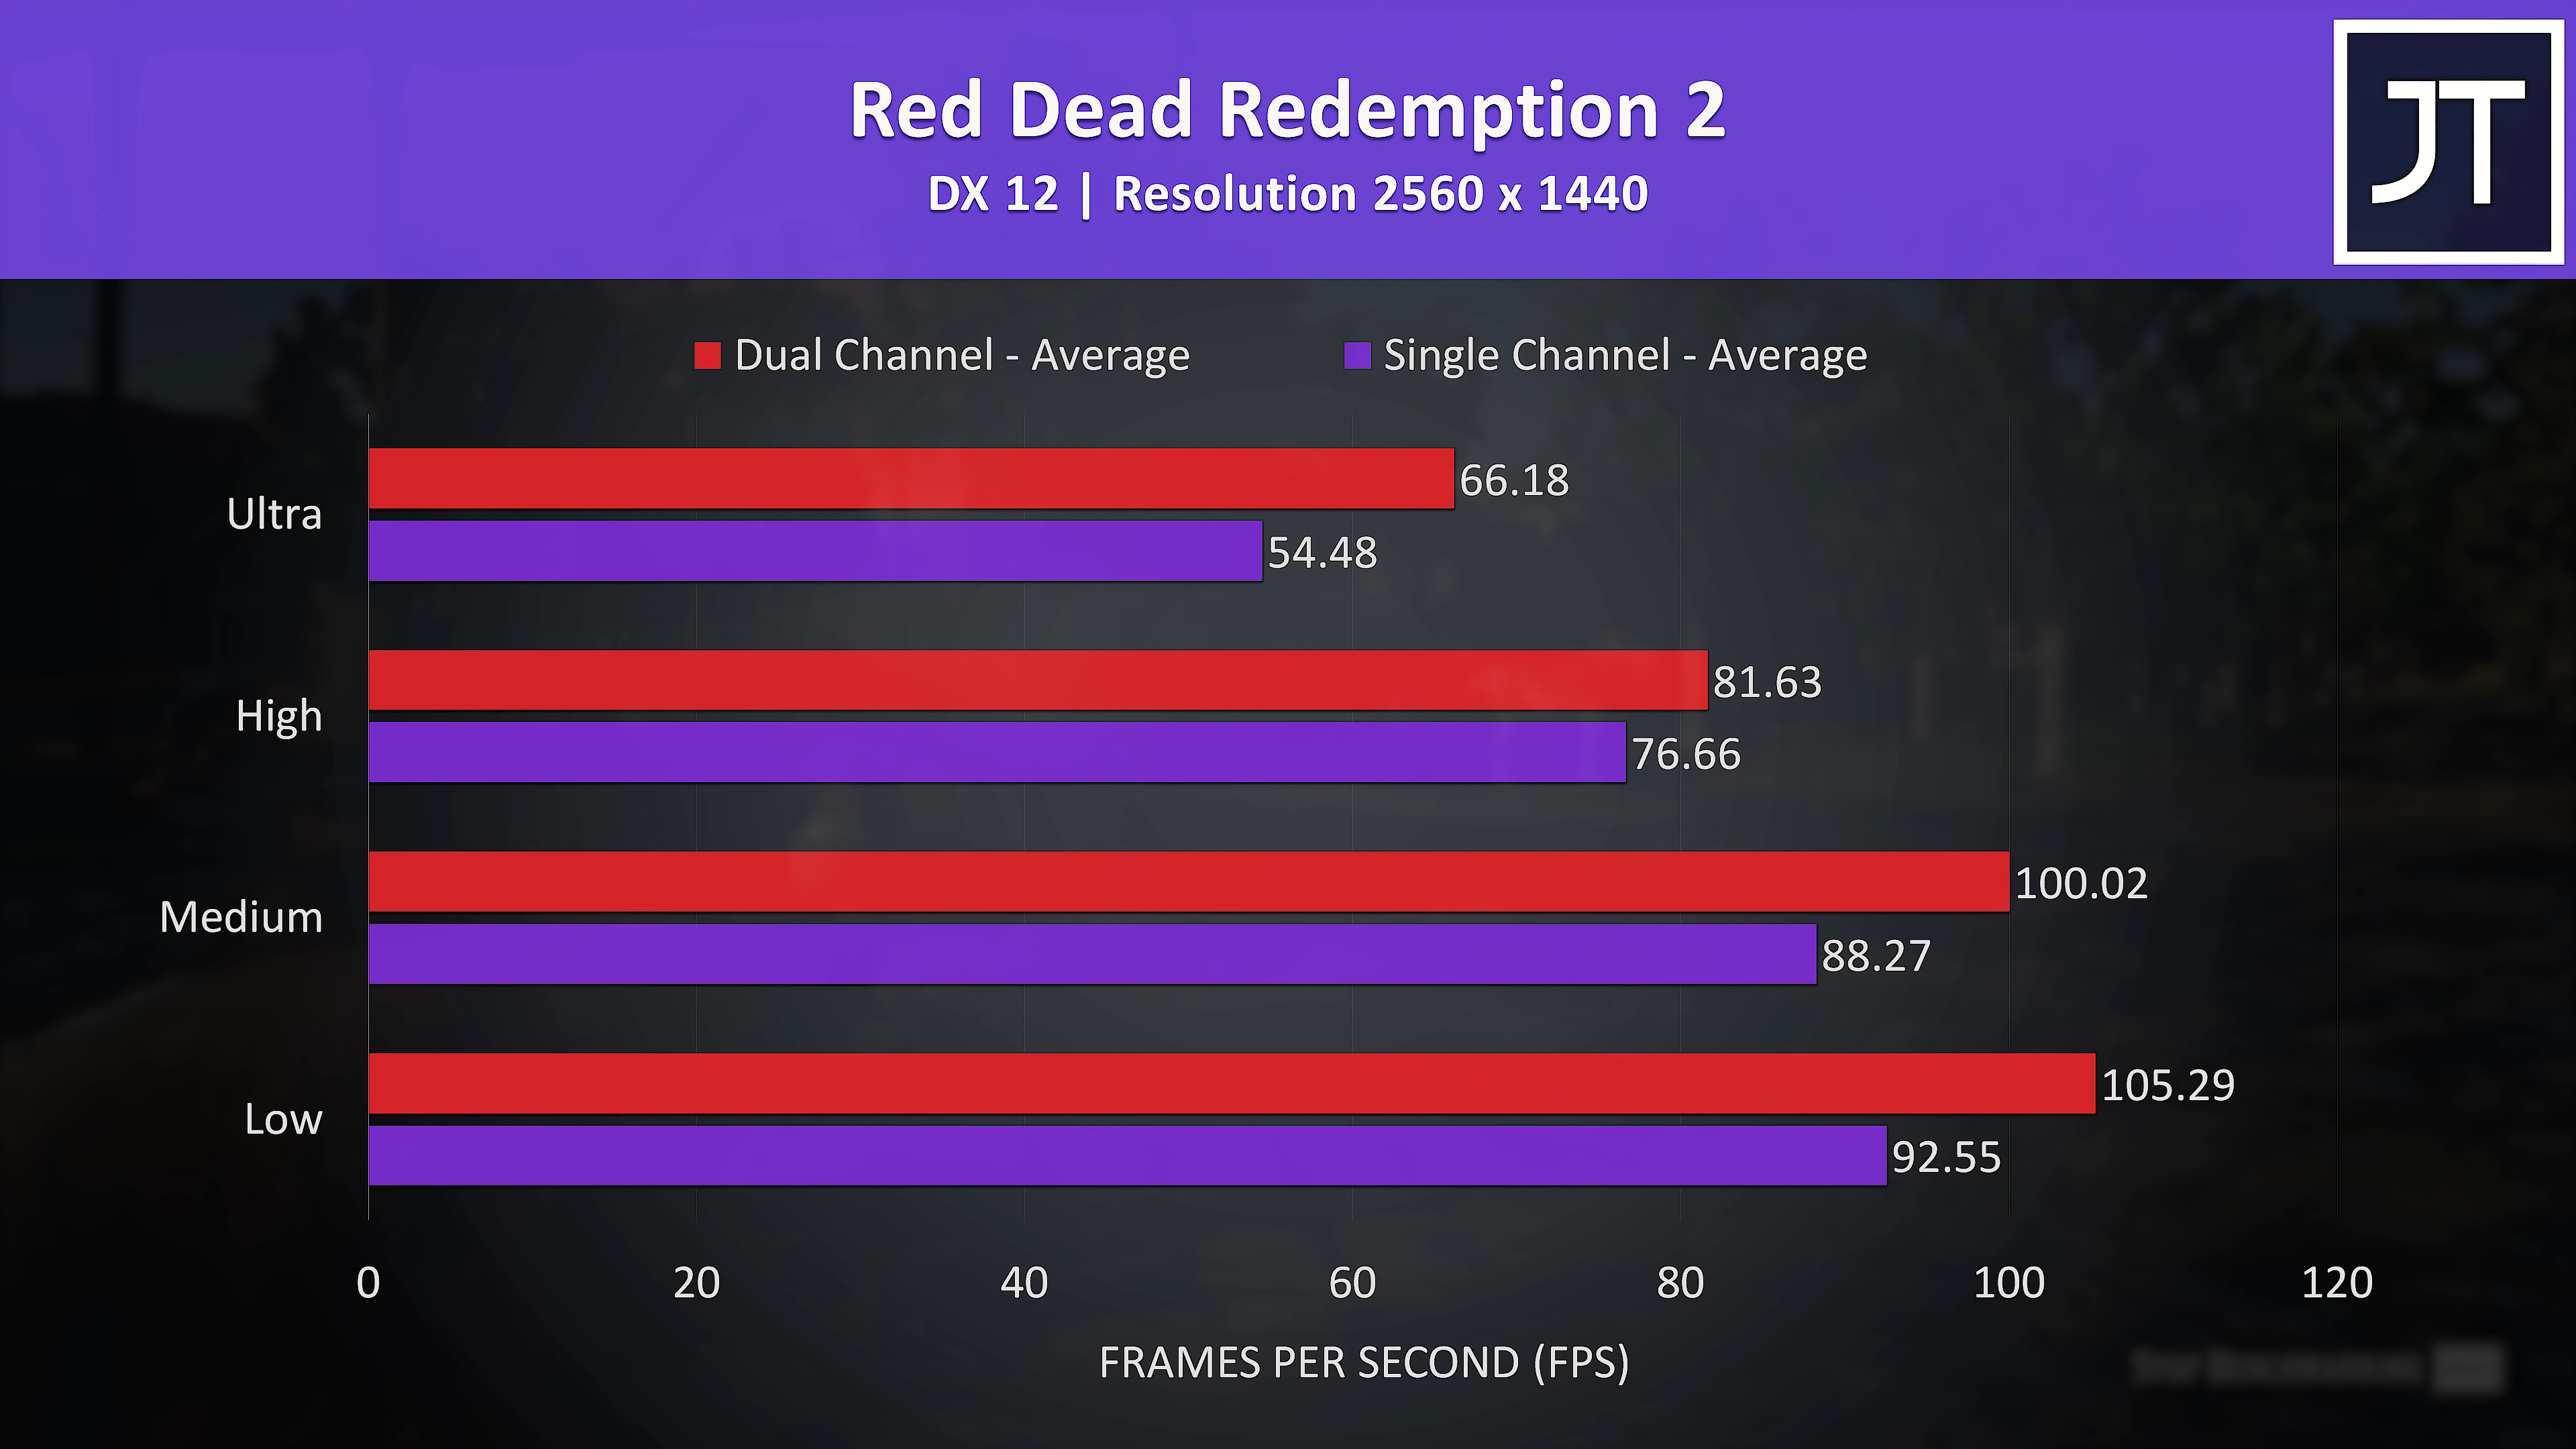 Red Dead Redemption 2
DX 12 | Resolution 2560 x 1440
JT
Dual Channel - Average
Single Channel - Average
Ultra
66.18
54.48
High
81.63
76.66
Medium
100.02
88.27
Low
105.29
92.55
0 20 40 60 80 100 120
FRAMES PER SECOND (FPS)